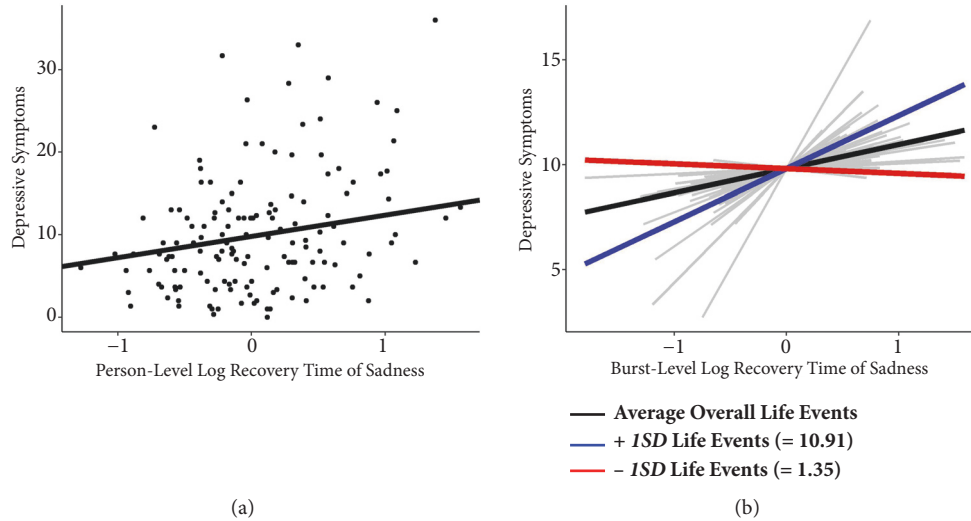 30
20
10
0
Depressive Symptoms
−1
0
1
Person-Level Log Recovery Time of Sadness
(a)
15
10
5
Depressive Symptoms
−1
0
1
Burst-Level Log Recovery Time of Sadness
Average Overall Life Events
+ 1SD Life Events (= 10.91)
− 1SD Life Events (= 1.35)
(b)